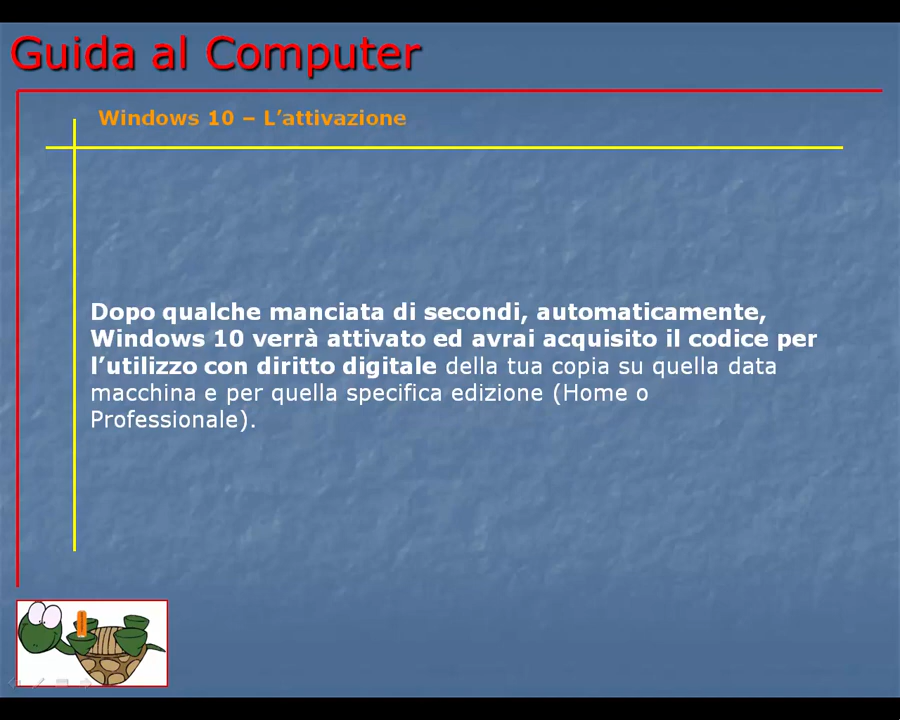 Guida al Computer
Windows 10 – L’attivazione
Dopo qualche manciata di secondi, automaticamente,
Windows 10 verrà attivato ed avrai acquisito il codice per
l’utilizzo con diritto digitale della tua copia su quella data
macchina e per quella specifica edizione (Home o
Professionale).